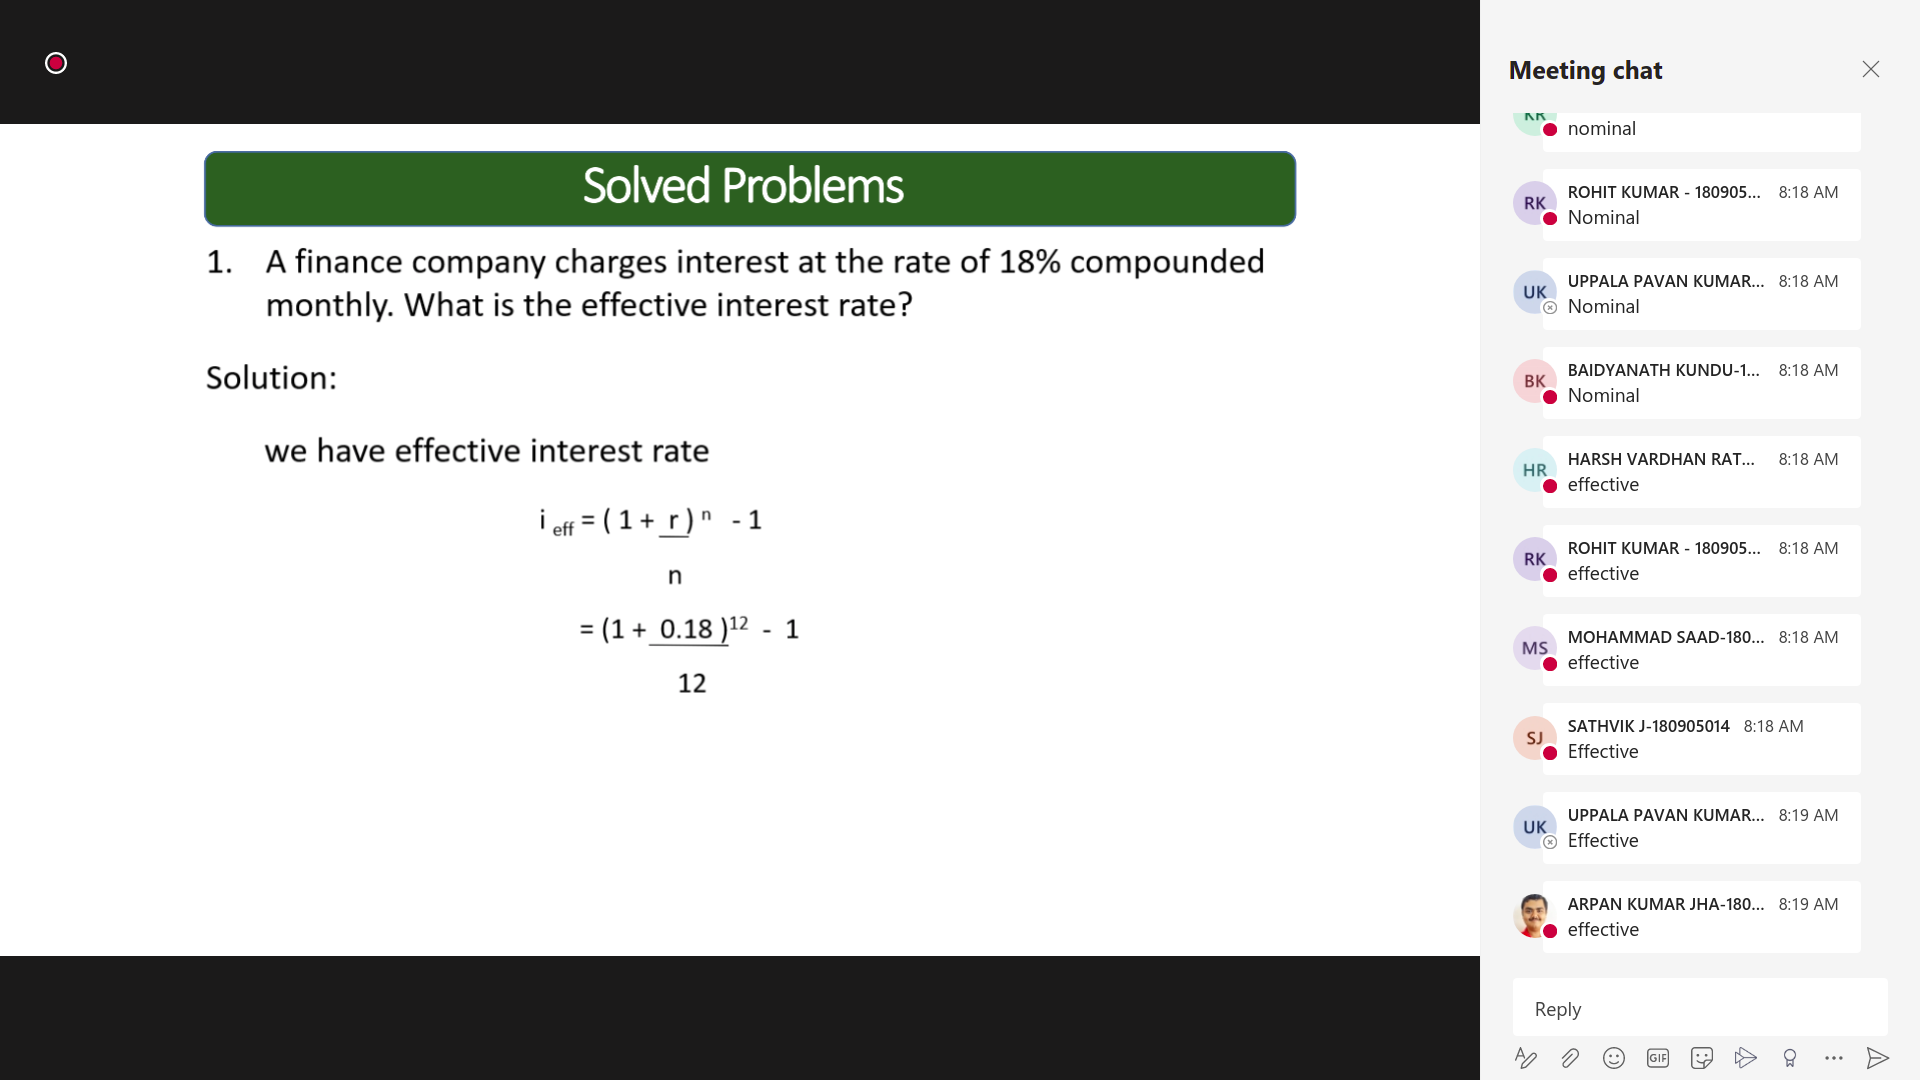 Solved Problems
1. A finance company charges interest at the rate of 18% compounded
monthly. What is the effective interest rate?
Solution:
we have effective interest rate
i eff = ( 1 + r ) n - 1
n
= (1 + 0.18 )12 - 1
12
Meeting chat
KR
nominal
RK ROHIT KUMAR - 180905... 8:18 AM
Nominal
UK UPPALA PAVAN KUMAR... 8:18 AM
Nominal
BK BAIDYANATH KUNDU-1... 8:18 AM
Nominal
HR HARSH VARDHAN RAT... 8:18 AM
effective
RK ROHIT KUMAR - 180905... 8:18 AM
effective
MS MOHAMMAD SAAD-180... 8:18 AM
effective
SJ SATHVIK J-180905014 8:18 AM
Effective
UK UPPALA PAVAN KUMAR... 8:19 AM
Effective
ARPAN KUMAR JHA-180... 8:19 AM
effective
Reply
GIF